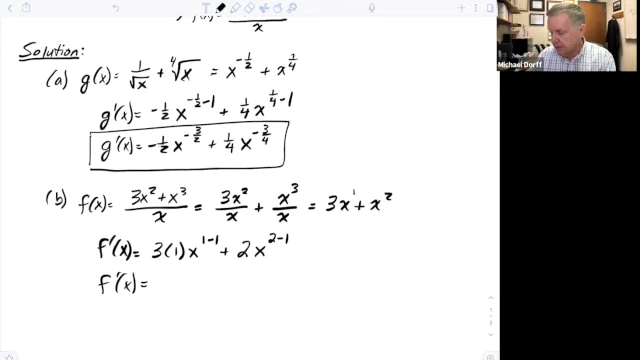 x
Solution:
(a) g(x) = 1/√x + ⁴√x = x^(-1/2) + x^(1/4)
g'(x) = -1/2 x^(-1/2 - 1) + 1/4 x^(1/4 - 1)
g'(x) = -1/2 x^(-3/2) + 1/4 x^(-3/4)
(b) f(x) = (3x² + x³)/x = 3x²/x + x³/x = 3x¹ + x²
f'(x) = 3(1)x^(1-1) + 2x^(2-1)
f'(x) =
Michael Dorff